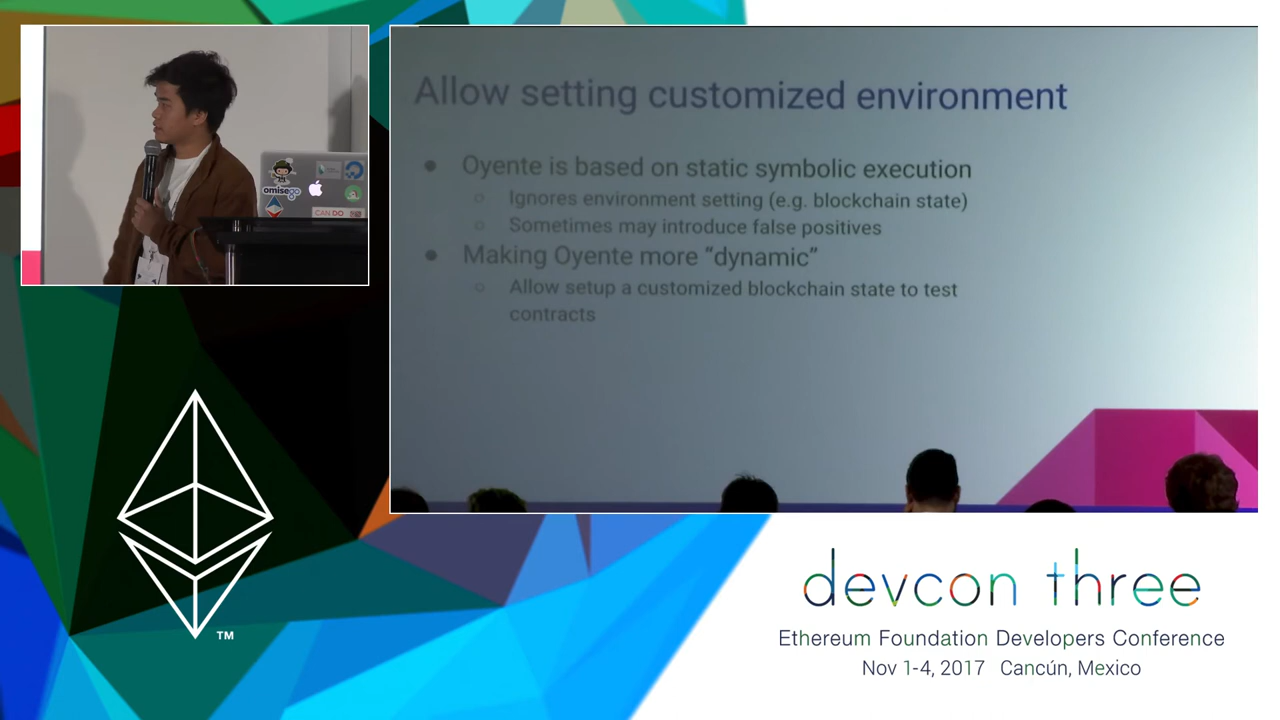 Allow setting customized environment
● Oyente is based on static symbolic execution
○ Ignores environment setting (e.g. blockchain state)
○ Sometimes may introduce false positives
● Making Oyente more “dynamic”
○ Allow setup a customized blockchain state to test
contracts
omisego
CAN DO
TM
devcon three
Ethereum Foundation Developers Conference
Nov 1-4, 2017 Cancún, Mexico